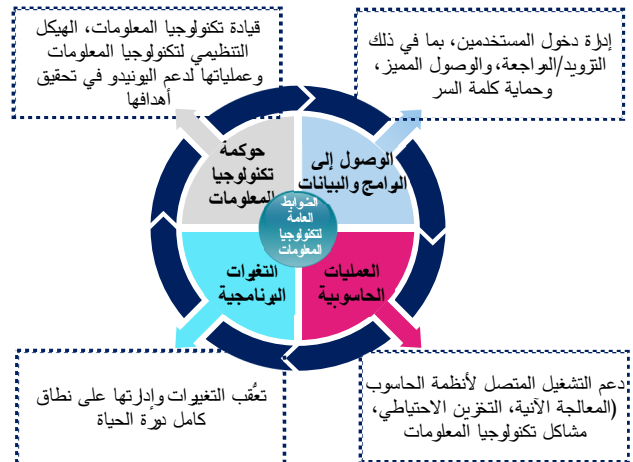 إدارة دخول المستخدمين، بما في ذلك
التزويد/المراجعة، والوصول المميز،
وحماية كلمة السر
قيادة تكنولوجيا المعلومات، الهيكل
التنظيمي لتكنولوجيا المعلومات
وعملياتها لدعم اليونيدو في تحقيق
أهدافها
الوصول إلى
البرامج والبيانات
حوكمة
تكنولوجيا
المعلومات
الضوابط
العامة
لتكنولوجيا
المعلومات
العمليات
الحاسوبية
التغيرات
البرنامجية
دعم التشغيل المتصل لأنظمة الحاسوب
(المعالجة الآنية، التخزين الاحتياطي،
مشاكل تكنولوجيا المعلومات
تعقُّب التغييرات وإدارتها على نطاق
كامل دورة الحياة